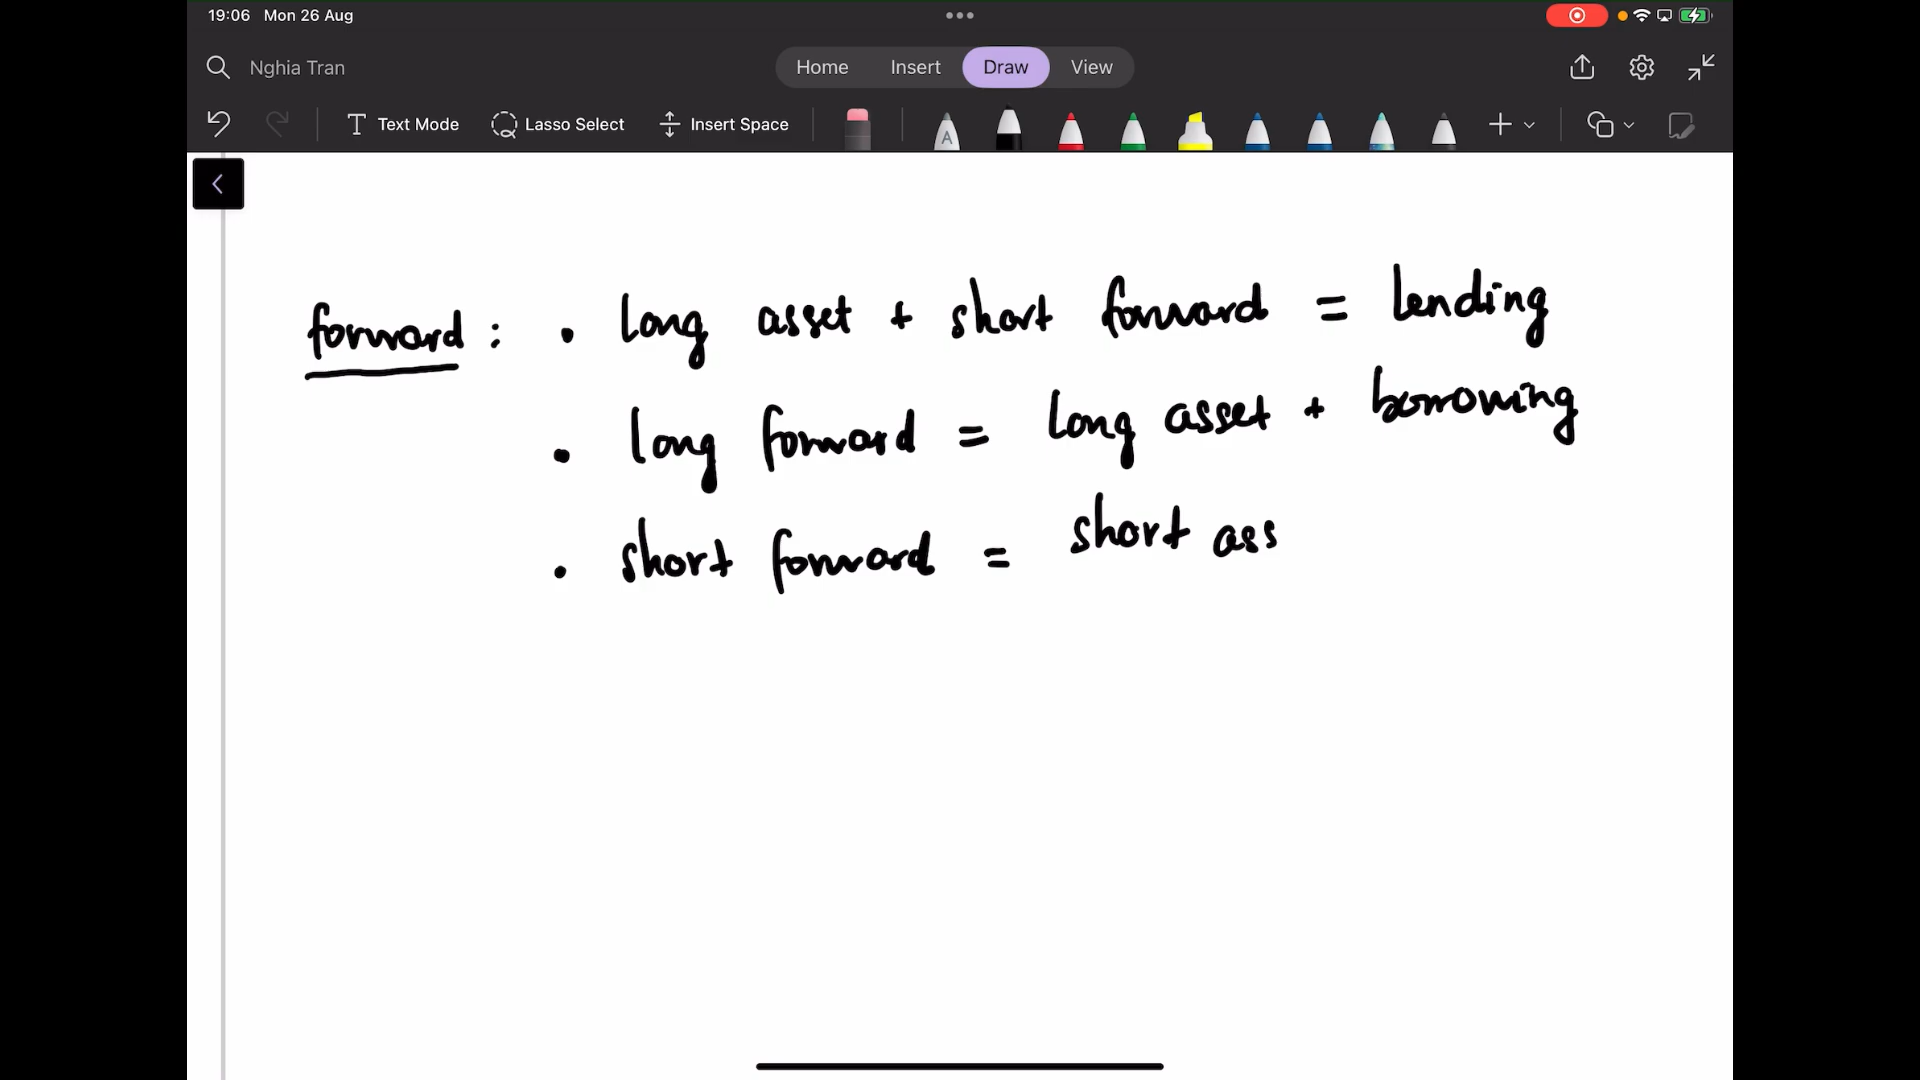 19:06 Mon 26 Aug
Nghia Tran
Home Insert Draw View
Text Mode Lasso Select Insert Space
A
forward : • long asset + short forward = lending
• long forward = long asset + borrowing
• short forward = short ass